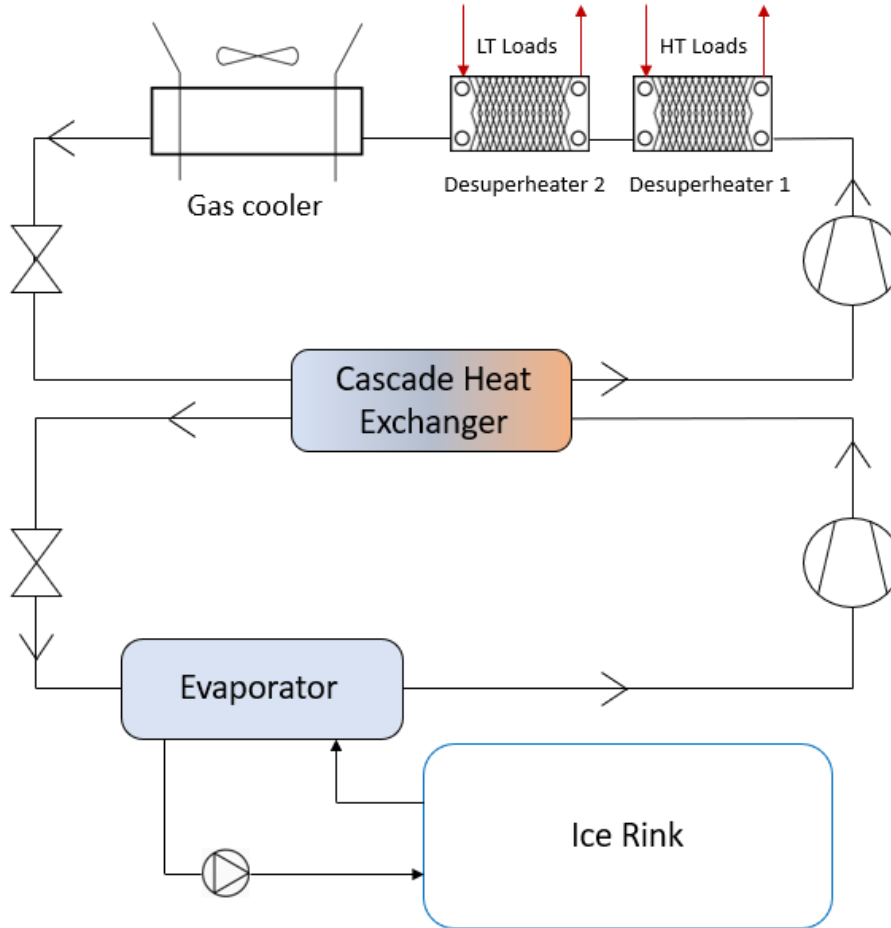 LT Loads
HT Loads
Desuperheater 2
Desuperheater 1
Gas cooler
Cascade Heat
Exchanger
Evaporator
Ice Rink